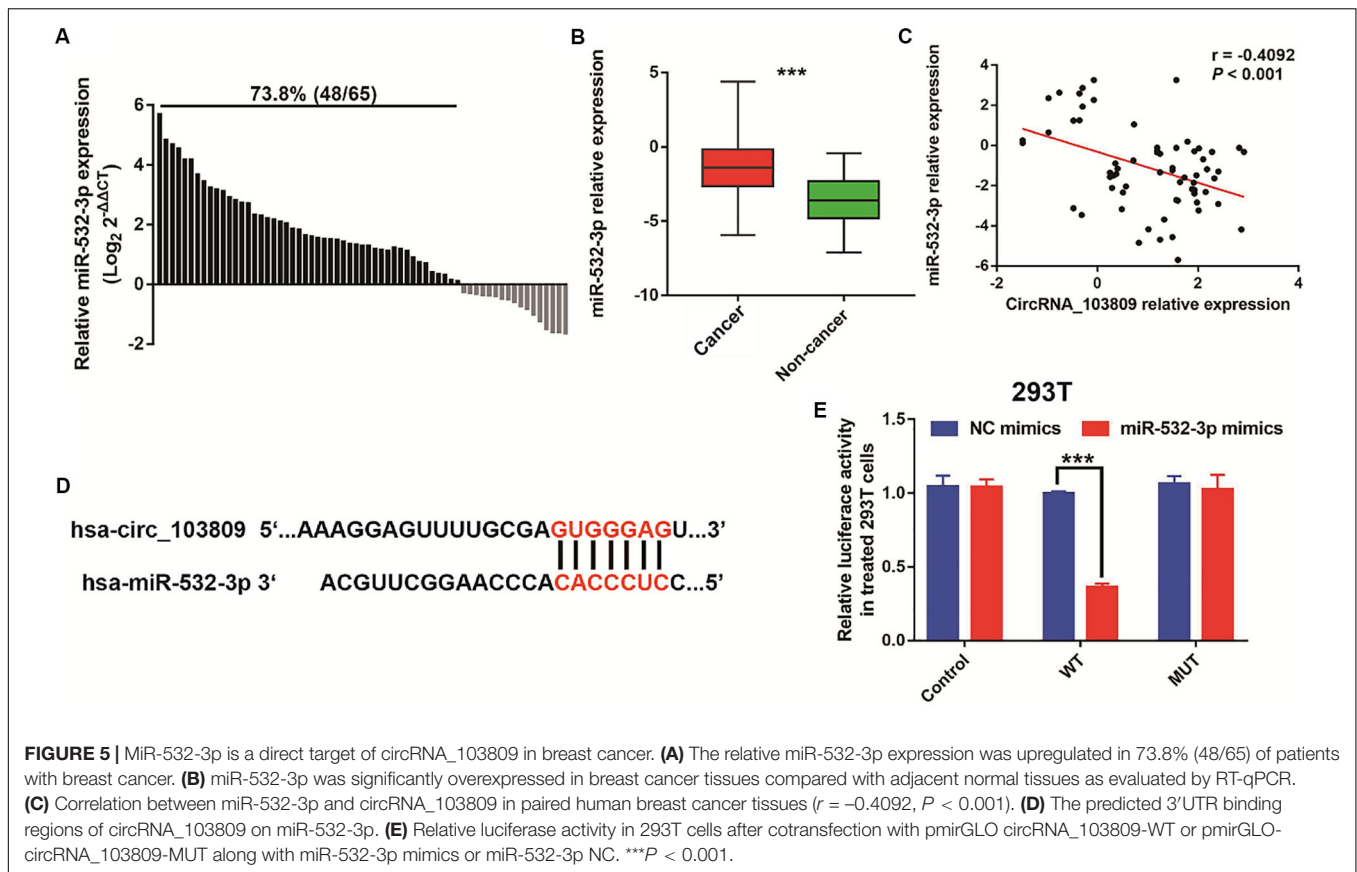 A
73.8% (48/65)
Relative miR-532-3p expression
(Log2 2-ΔΔCT)
6
4
2
0
-2
B
***
miR-532-3p relative expression
5
0
-5
-10
Cancer
Non-cancer
C
r = -0.4092
P < 0.001
miR-532-3p relative expression
4
2
0
-2
-4
-6
-2
0
2
4
CircRNA_103809 relative expression
D
hsa-circ_103809 5‘...AAAGGAGUUUUGCGAGUGGGAGU...3’
hsa-miR-532-3p 3‘ ACGUUCGGAACCCACACCCUCC...5’
293T
E
NC mimics
miR-532-3p mimics
***
Relative luciferace activity
in treated 293T cells
1.5
1.0
0.5
0.0
Control
WT
MUT
FIGURE 5 | MiR-532-3p is a direct target of circRNA_103809 in breast cancer. (A) The relative miR-532-3p expression was upregulated in 73.8% (48/65) of patients
with breast cancer. (B) miR-532-3p was significantly overexpressed in breast cancer tissues compared with adjacent normal tissues as evaluated by RT-qPCR.
(C) Correlation between miR-532-3p and circRNA_103809 in paired human breast cancer tissues (r = –0.4092, P < 0.001). (D) The predicted 3′UTR binding
regions of circRNA_103809 on miR-532-3p. (E) Relative luciferase activity in 293T cells after cotransfection with pmirGLO circRNA_103809-WT or pmirGLO-
circRNA_103809-MUT along with miR-532-3p mimics or miR-532-3p NC. ***P < 0.001.